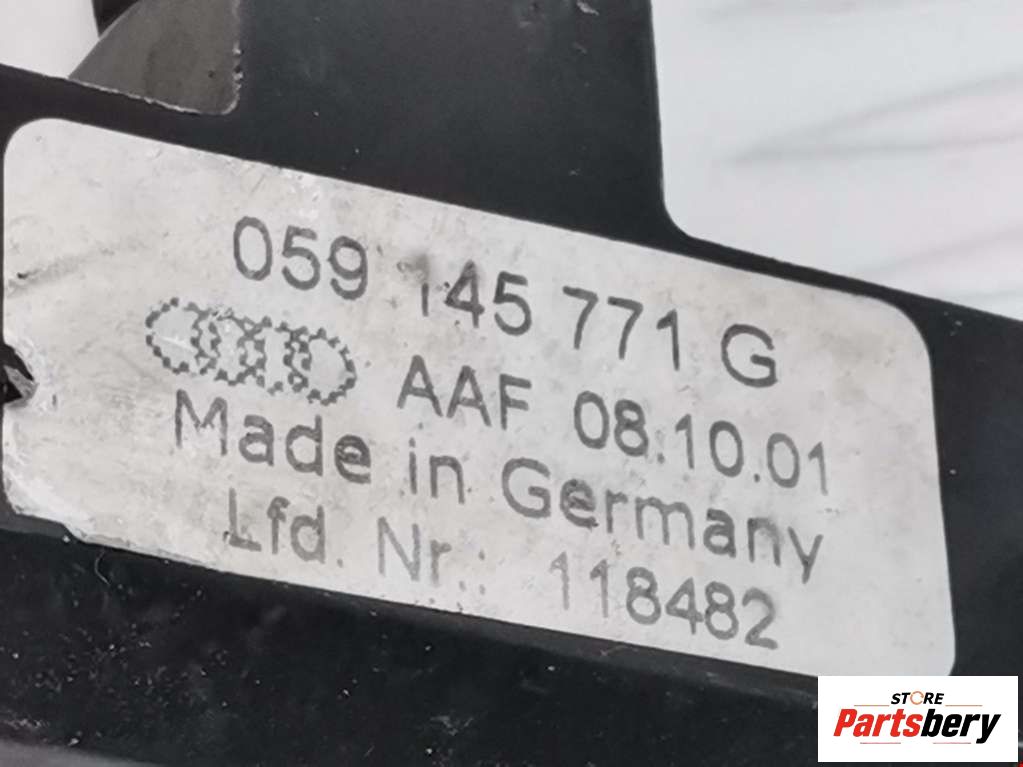 059 145 771 G
AAF 08.10.01
Made in Germany
Lfd. Nr.: 118482
STORE
Partsbery